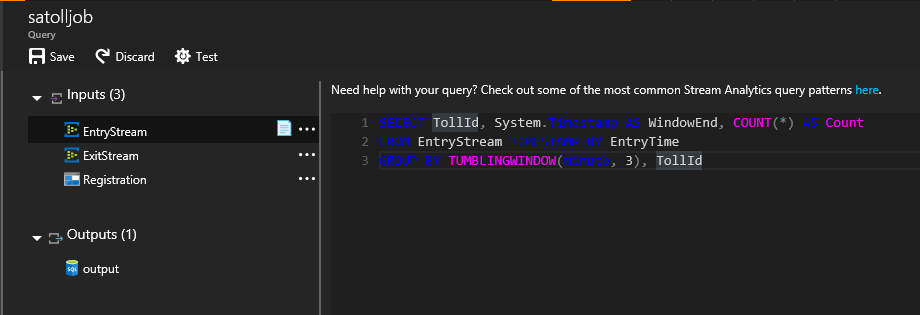 satolljob
Query
Save Discard Test
Inputs (3)
EntryStream
ExitStream
Registration
Outputs (1)
SQL output
Need help with your query? Check out some of the most common Stream Analytics query patterns here.
1 SELECT TollId, System.Timestamp AS WindowEnd, COUNT(*) AS Count
2 FROM EntryStream TIMESTAMP BY EntryTime
3 GROUP BY TUMBLINGWINDOW(minute, 3), TollId